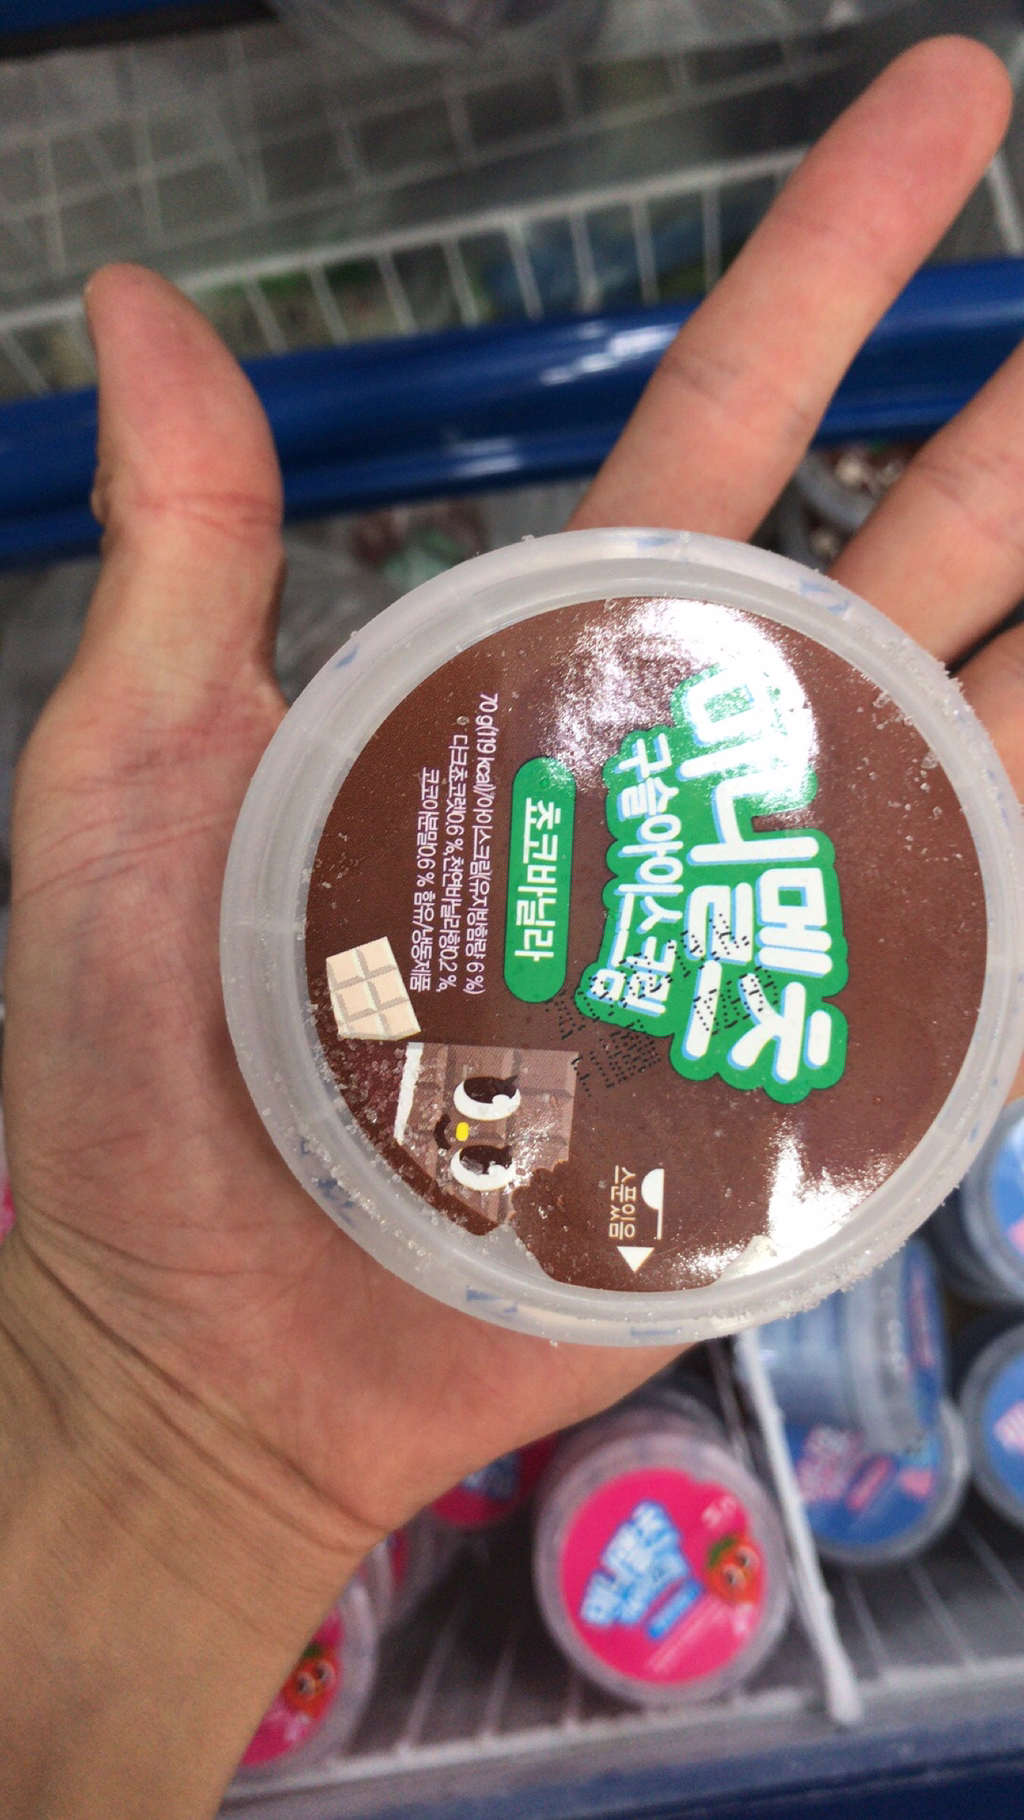 미니멜츠
구슬아이스크림
초코바닐라
70 g(119 kcal)/아이스크림(유지방함량 6 %)
다크초코렛0.6 %, 천연바닐라향0.2 %,
코코아분말0.6 % 함유/냉동제품
스푼있음